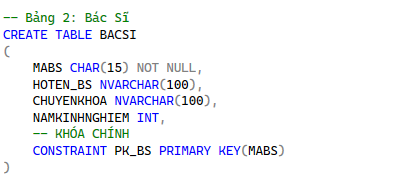 -- Bảng 2: Bác Sĩ
CREATE TABLE BACSI
(
MABS CHAR(15) NOT NULL,
HOTEN_BS NVARCHAR(100),
CHUYENKHOA NVARCHAR(100),
NAMKINHNGHIEM INT,
-- KHÓA CHÍNH
CONSTRAINT PK_BS PRIMARY KEY(MABS)
)